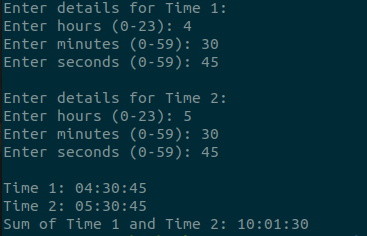 Enter details for Time 1:
Enter hours (0-23): 4
Enter minutes (0-59): 30
Enter seconds (0-59): 45
Enter details for Time 2:
Enter hours (0-23): 5
Enter minutes (0-59): 30
Enter seconds (0-59): 45
Time 1: 04:30:45
Time 2: 05:30:45
Sum of Time 1 and Time 2: 10:01:30